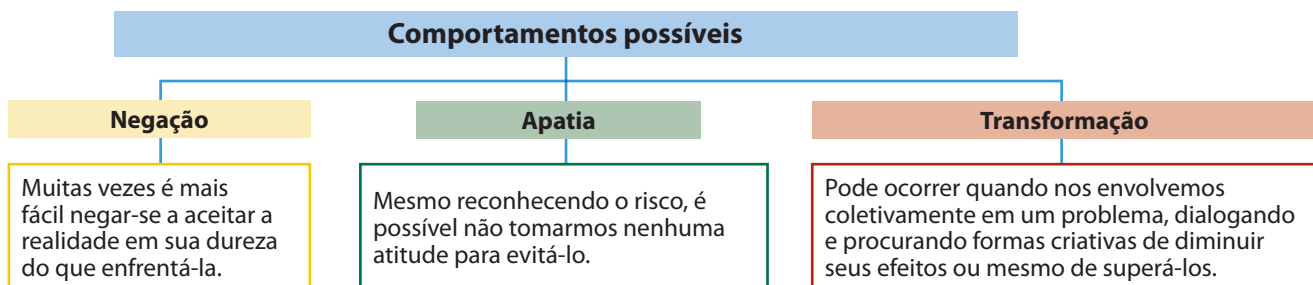 Comportamentos possíveis
Negação
Muitas vezes é mais
fácil negar-se a aceitar a
realidade em sua dureza
do que enfrentá-la.
Apatia
Mesmo reconhecendo o risco, é
possível não tomarmos nenhuma
atitude para evitá-lo.
Transformação
Pode ocorrer quando nos envolvemos
coletivamente em um problema, dialogando
e procurando formas criativas de diminuir
seus efeitos ou mesmo de superá-los.